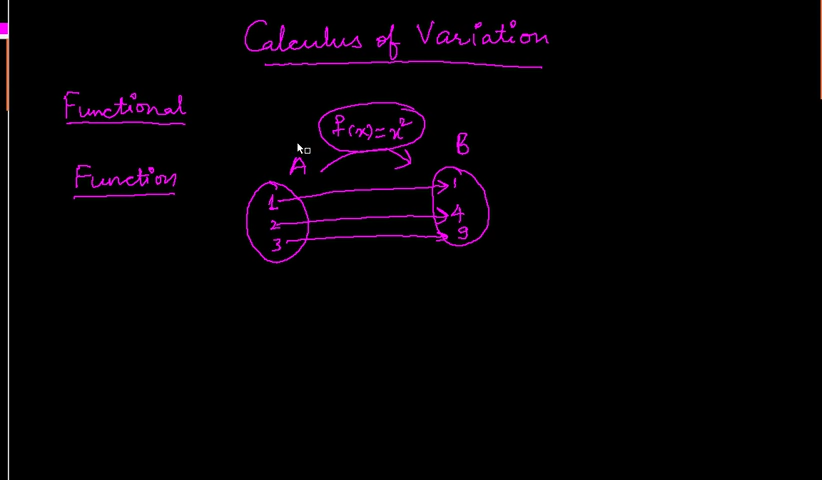 Calculus of Variation
Functional
f(x)=x²
Function
A
B
1
1
2
4
3
9